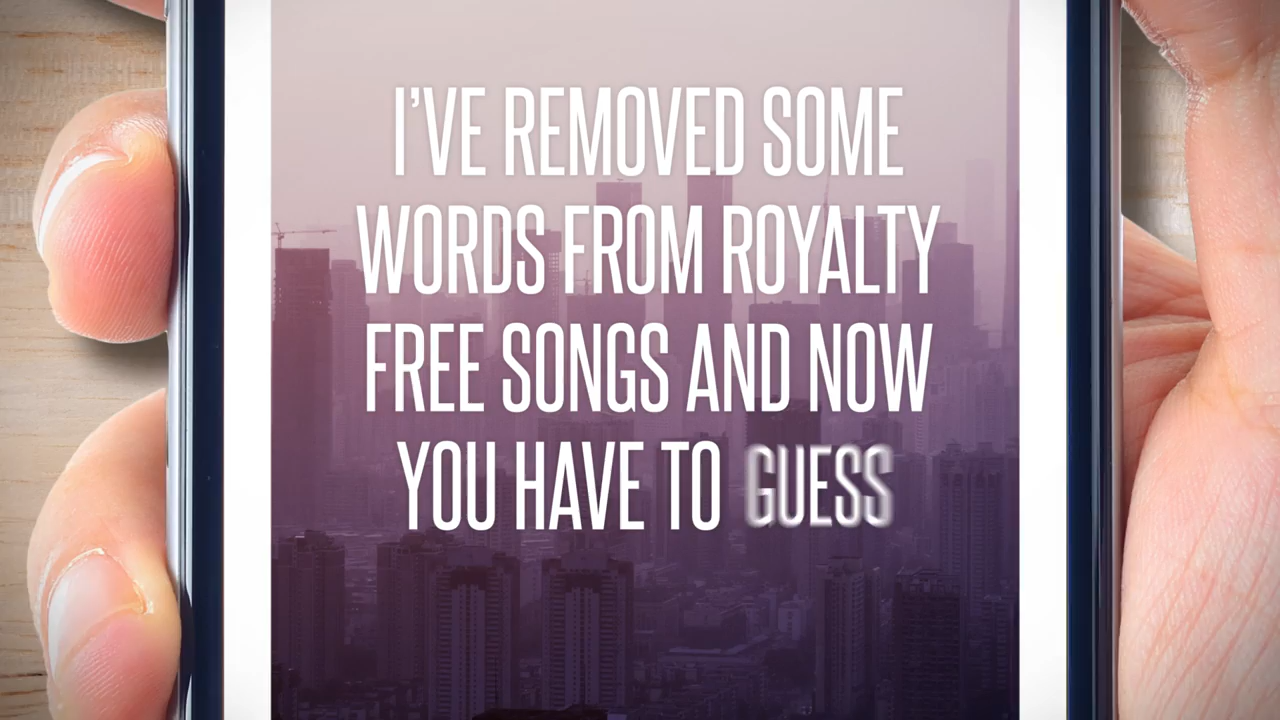 I'VE REMOVED SOME
WORDS FROM ROYALTY
FREE SONGS AND NOW
YOU HAVE TO GUESS